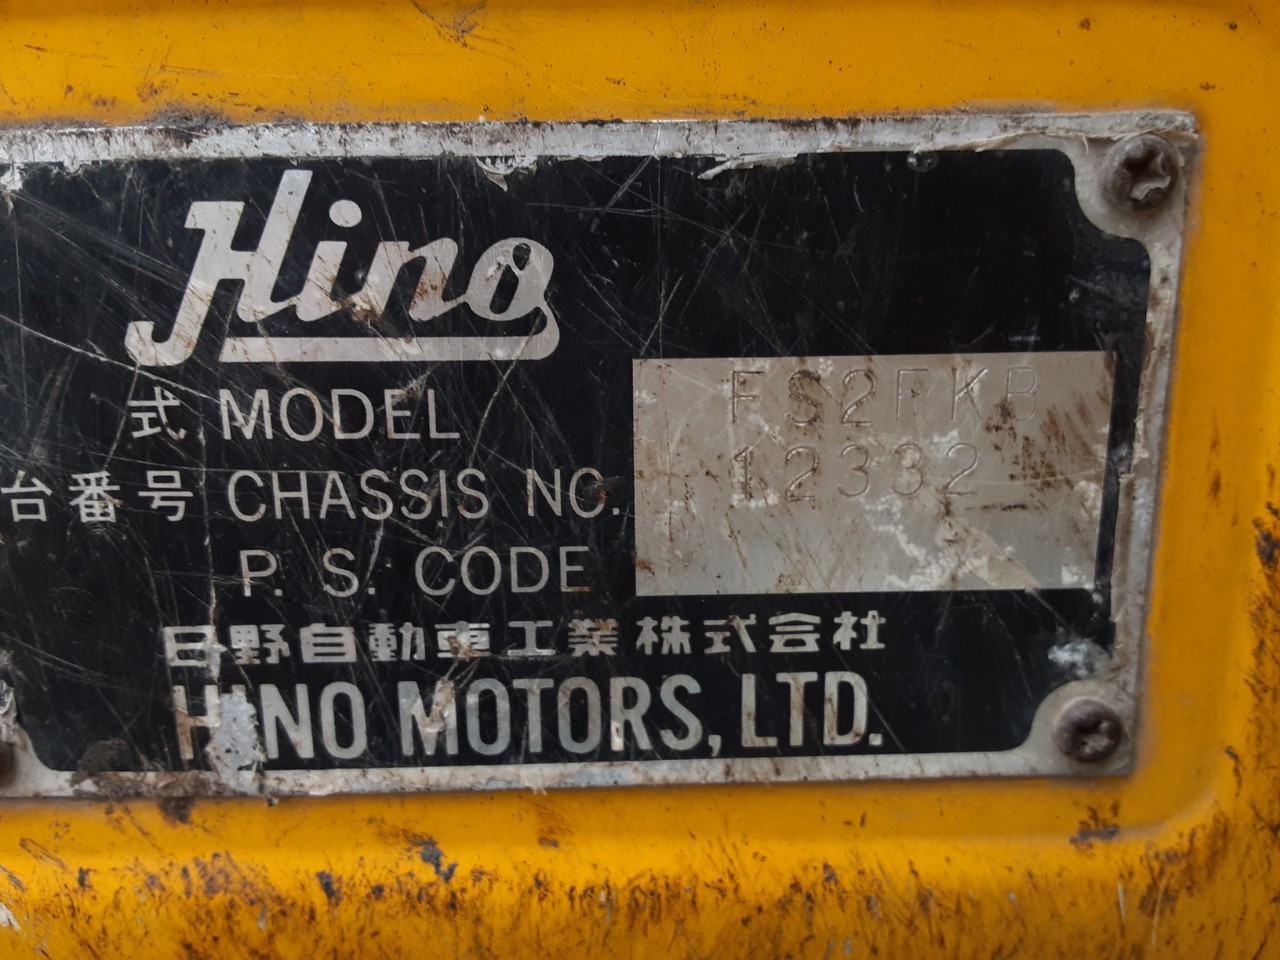 Hino
式 MODEL FS2FKB
台番号 CHASSIS NO. 12332
P. S. CODE
日野自動車工業株式会社
HINO MOTORS, LTD.